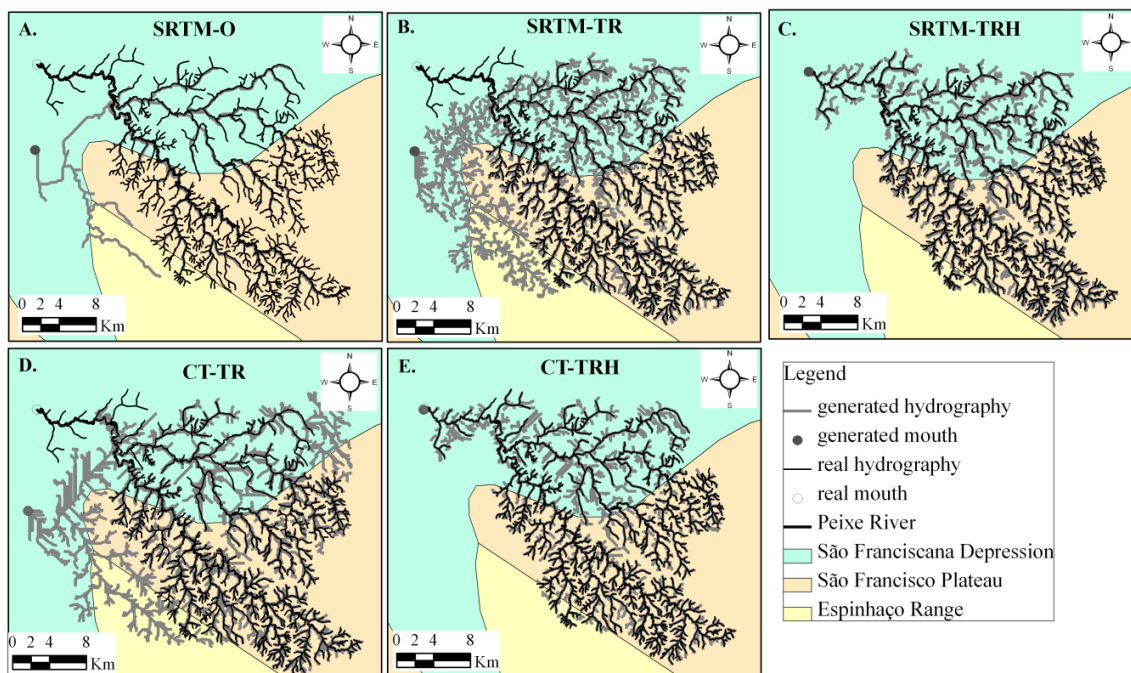 A. SRTM-O
N
W E
S
0 2 4 8
Km
B. SRTM-TR
N
W E
S
0 2 4 8
Km
C. SRTM-TRH
N
W E
S
0 2 4 8
Km
D. CT-TR
N
W E
S
0 2 4 8
Km
E. CT-TRH
N
W E
S
0 2 4 8
Km
Legend
generated hydrography
generated mouth
real hydrography
real mouth
Peixe River
São Franciscana Depression
São Francisco Plateau
Espinhaço Range